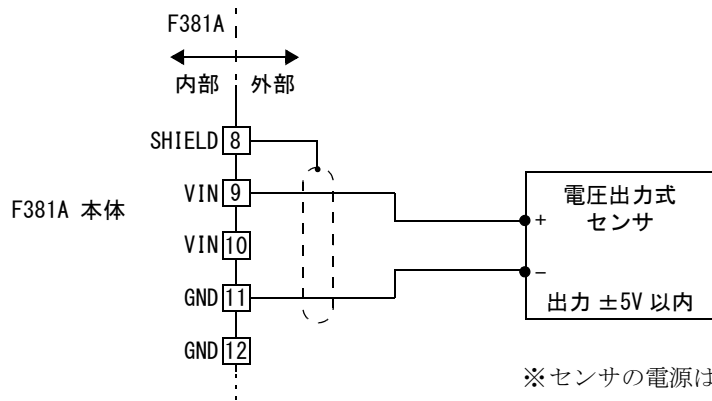 F381A
内部 外部
SHIELD 8
VIN 9
VIN 10
GND 11
GND 12
F381A 本体
電圧出力式
センサ
+
−
出力 ±5V 以内
※センサの電源は